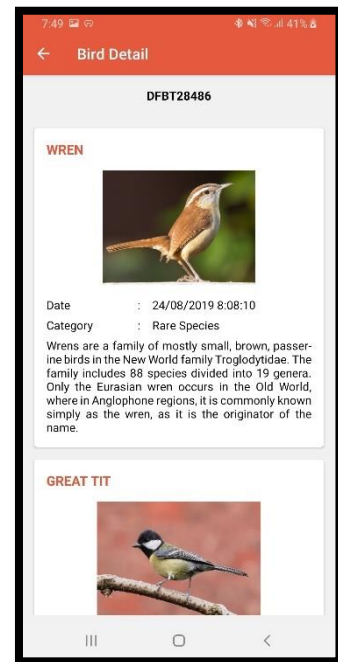 7:49 41%
← Bird Detail
DFBT28486
WREN
Date : 24/08/2019 8:08:10
Category : Rare Species
Wrens are a family of mostly small, brown, passer-
ine birds in the New World family Troglodytidae. The
family includes 88 species divided into 19 genera.
Only the Eurasian wren occurs in the Old World,
where in Anglophone regions, it is commonly known
simply as the wren, as it is the originator of the
name.
GREAT TIT